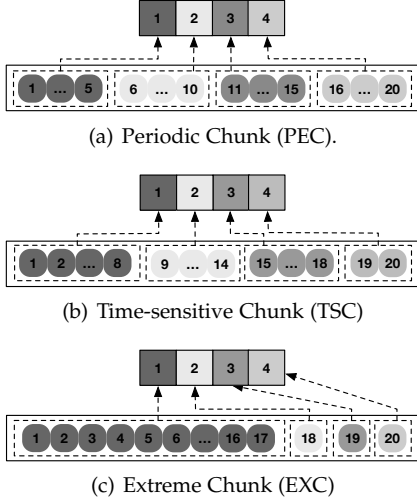 1 2 3 4
1 ... 5 6 ... 10 11 ... 15 16 ... 20
(a) Periodic Chunk (PEC).
1 2 3 4
1 2 ... 8 9 ... 14 15 ... 18 19 20
(b) Time-sensitive Chunk (TSC)
1 2 3 4
1 2 3 4 5 6 ... 16 17 18 19 20
(c) Extreme Chunk (EXC)